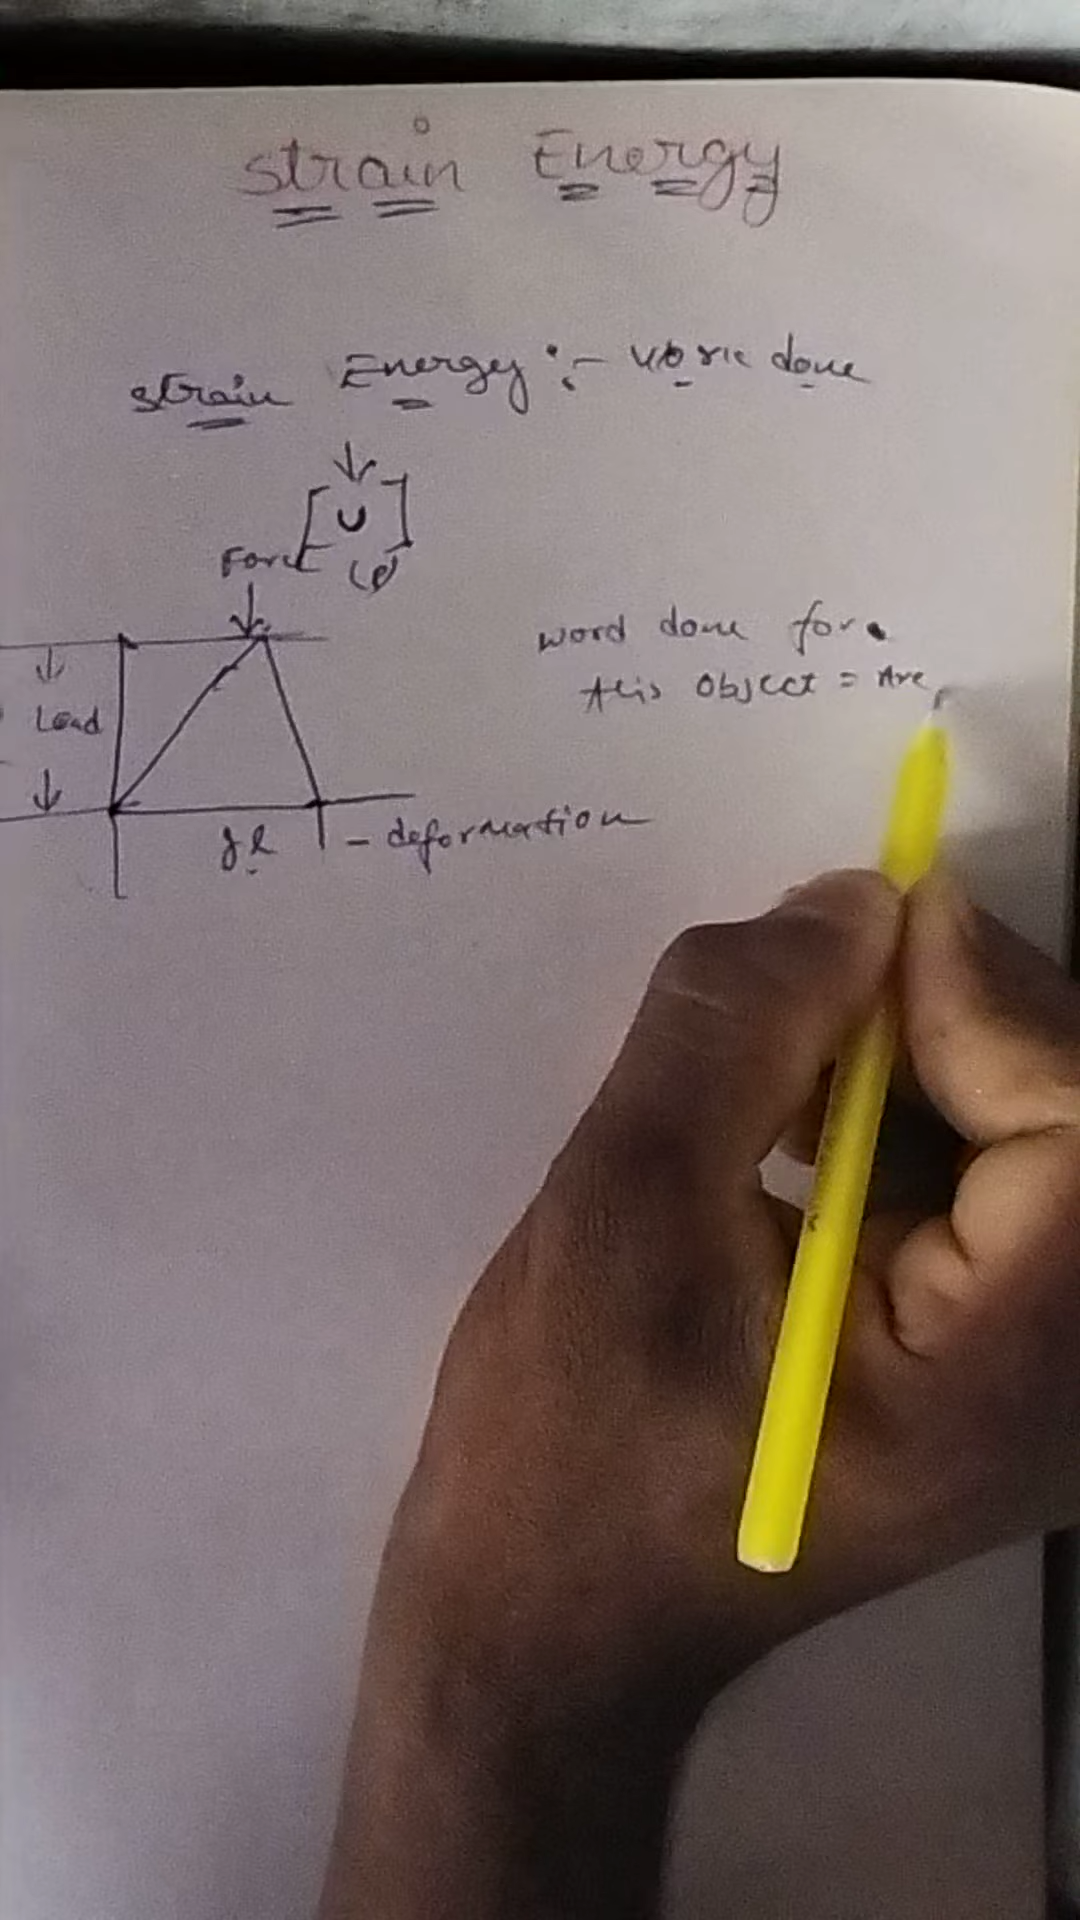 strain Energy
strain Energy :- work done
[U]
Force (P)
Load
δl - deformation
word done for
this object = Are